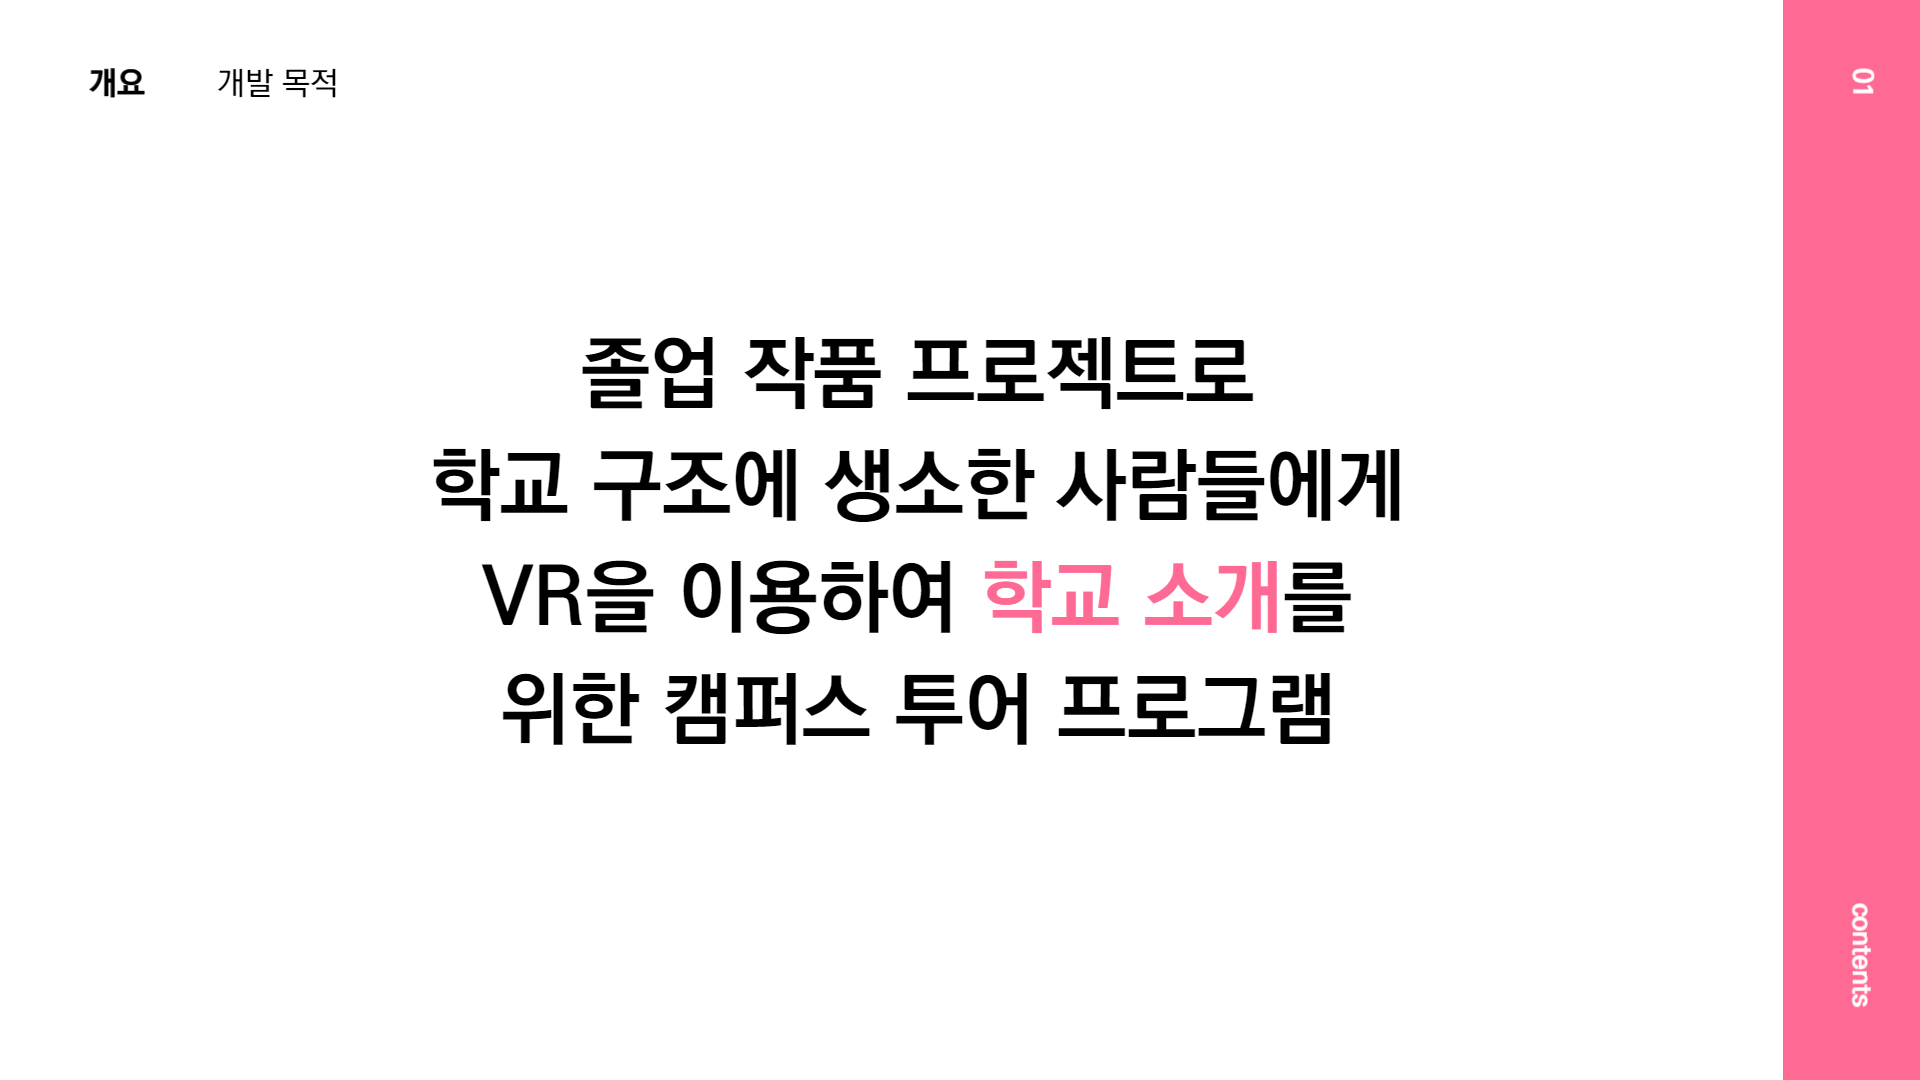 개요 개발 목적
01
졸업 작품 프로젝트로
학교 구조에 생소한 사람들에게
VR을 이용하여 학교 소개를
위한 캠퍼스 투어 프로그램
contents